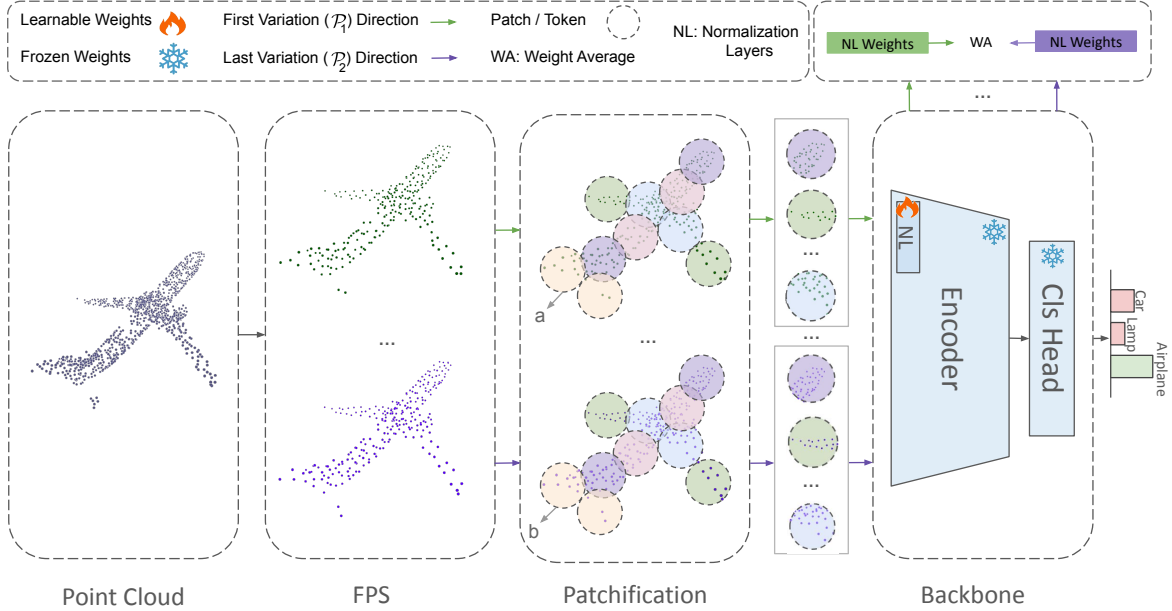 Learnable Weights
First Variation (𝒫₁) Direction
Patch / Token
NL: Normalization
Layers
Frozen Weights
Last Variation (𝒫₂) Direction
WA: Weight Average
NL Weights
WA
NL Weights
...
...
a
...
b
...
...
...
NL
Encoder
Cls Head
Car
Lamp
Airplane
Point Cloud
FPS
Patchification
Backbone